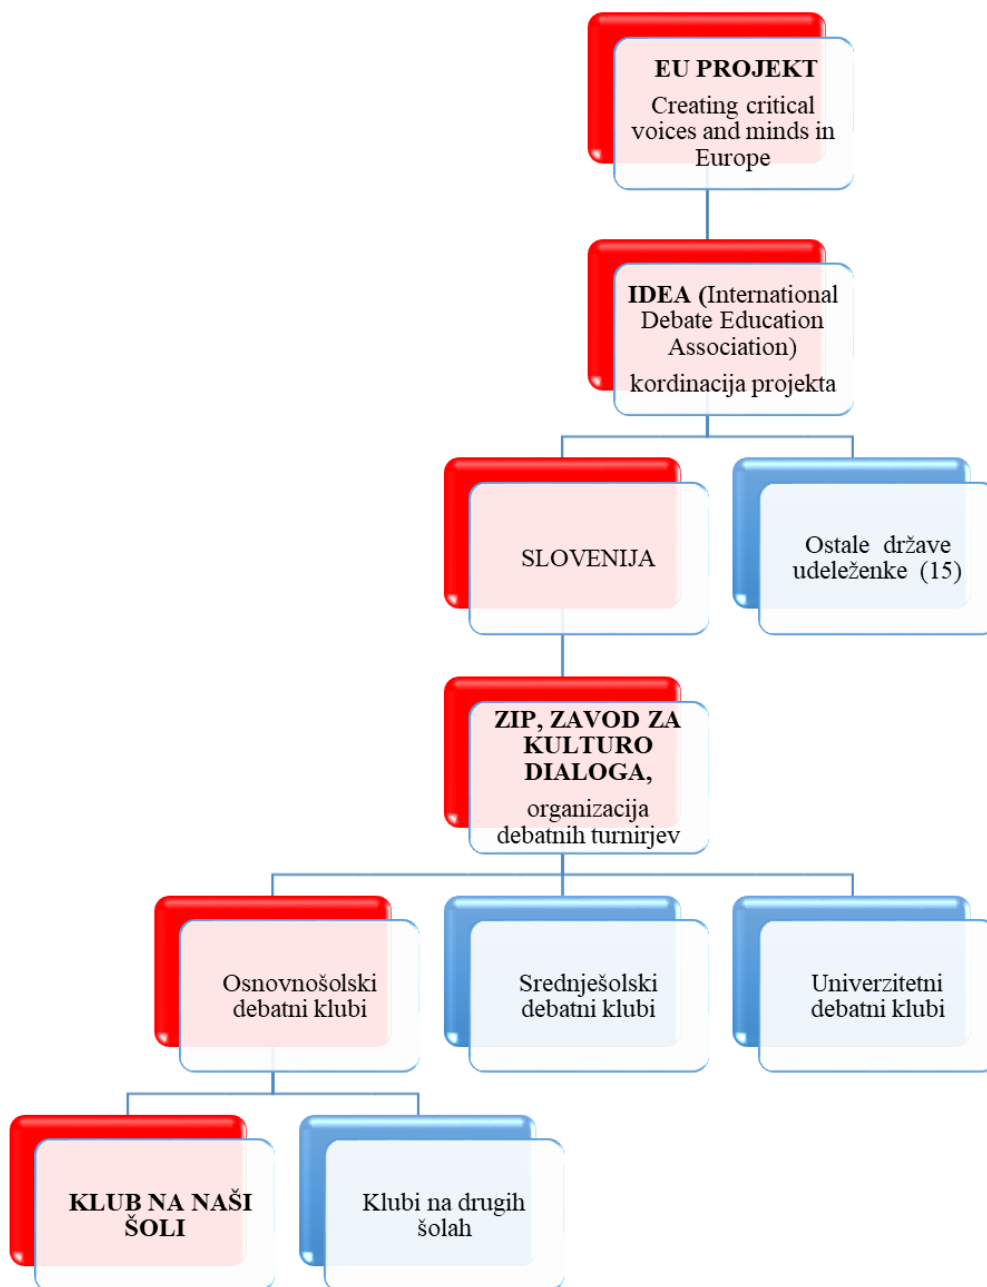 EU PROJEKT
Creating critical
voices and minds in
Europe
IDEA (International
Debate Education
Association)
kordinacija projekta
SLOVENIJA
Ostale države
udeleženke (15)
ZIP, ZAVOD ZA
KULTURO
DIALOGA,
organizacija
debatnih turnirjev
Osnovnošolski
debatni klubi
Srednješolski
debatni klubi
Univerzitetni
debatni klubi
KLUB NA NAŠI
ŠOLI
Klubi na drugih
šolah